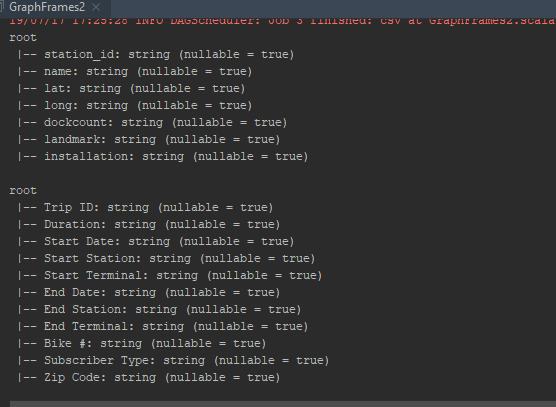 GraphFrames2 ×
19/07/17 17:25:28 INFO DAGScheduler: Job 3 finished: csv at GraphFrames2.scala
root
|-- station_id: string (nullable = true)
|-- name: string (nullable = true)
|-- lat: string (nullable = true)
|-- long: string (nullable = true)
|-- dockcount: string (nullable = true)
|-- landmark: string (nullable = true)
|-- installation: string (nullable = true)
root
|-- Trip ID: string (nullable = true)
|-- Duration: string (nullable = true)
|-- Start Date: string (nullable = true)
|-- Start Station: string (nullable = true)
|-- Start Terminal: string (nullable = true)
|-- End Date: string (nullable = true)
|-- End Station: string (nullable = true)
|-- End Terminal: string (nullable = true)
|-- Bike #: string (nullable = true)
|-- Subscriber Type: string (nullable = true)
|-- Zip Code: string (nullable = true)